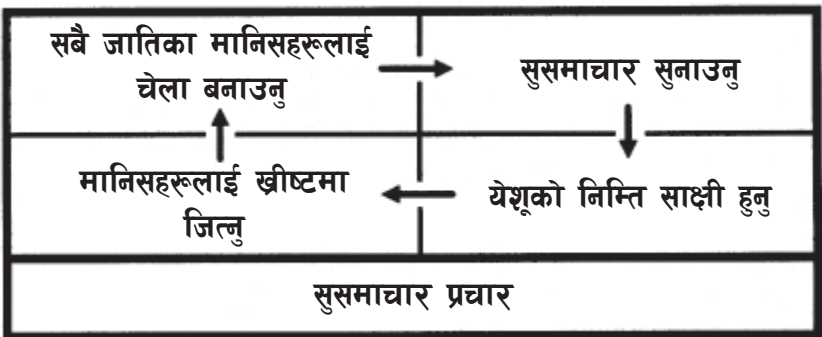 सबै जातिका मानिसहरूलाई
चेला बनाउनु
सुसमाचार सुनाउनु
मानिसहरूलाई ख्रीष्टमा
जित्नु
येशूको निम्ति साक्षी हुनु
सुसमाचार प्रचार